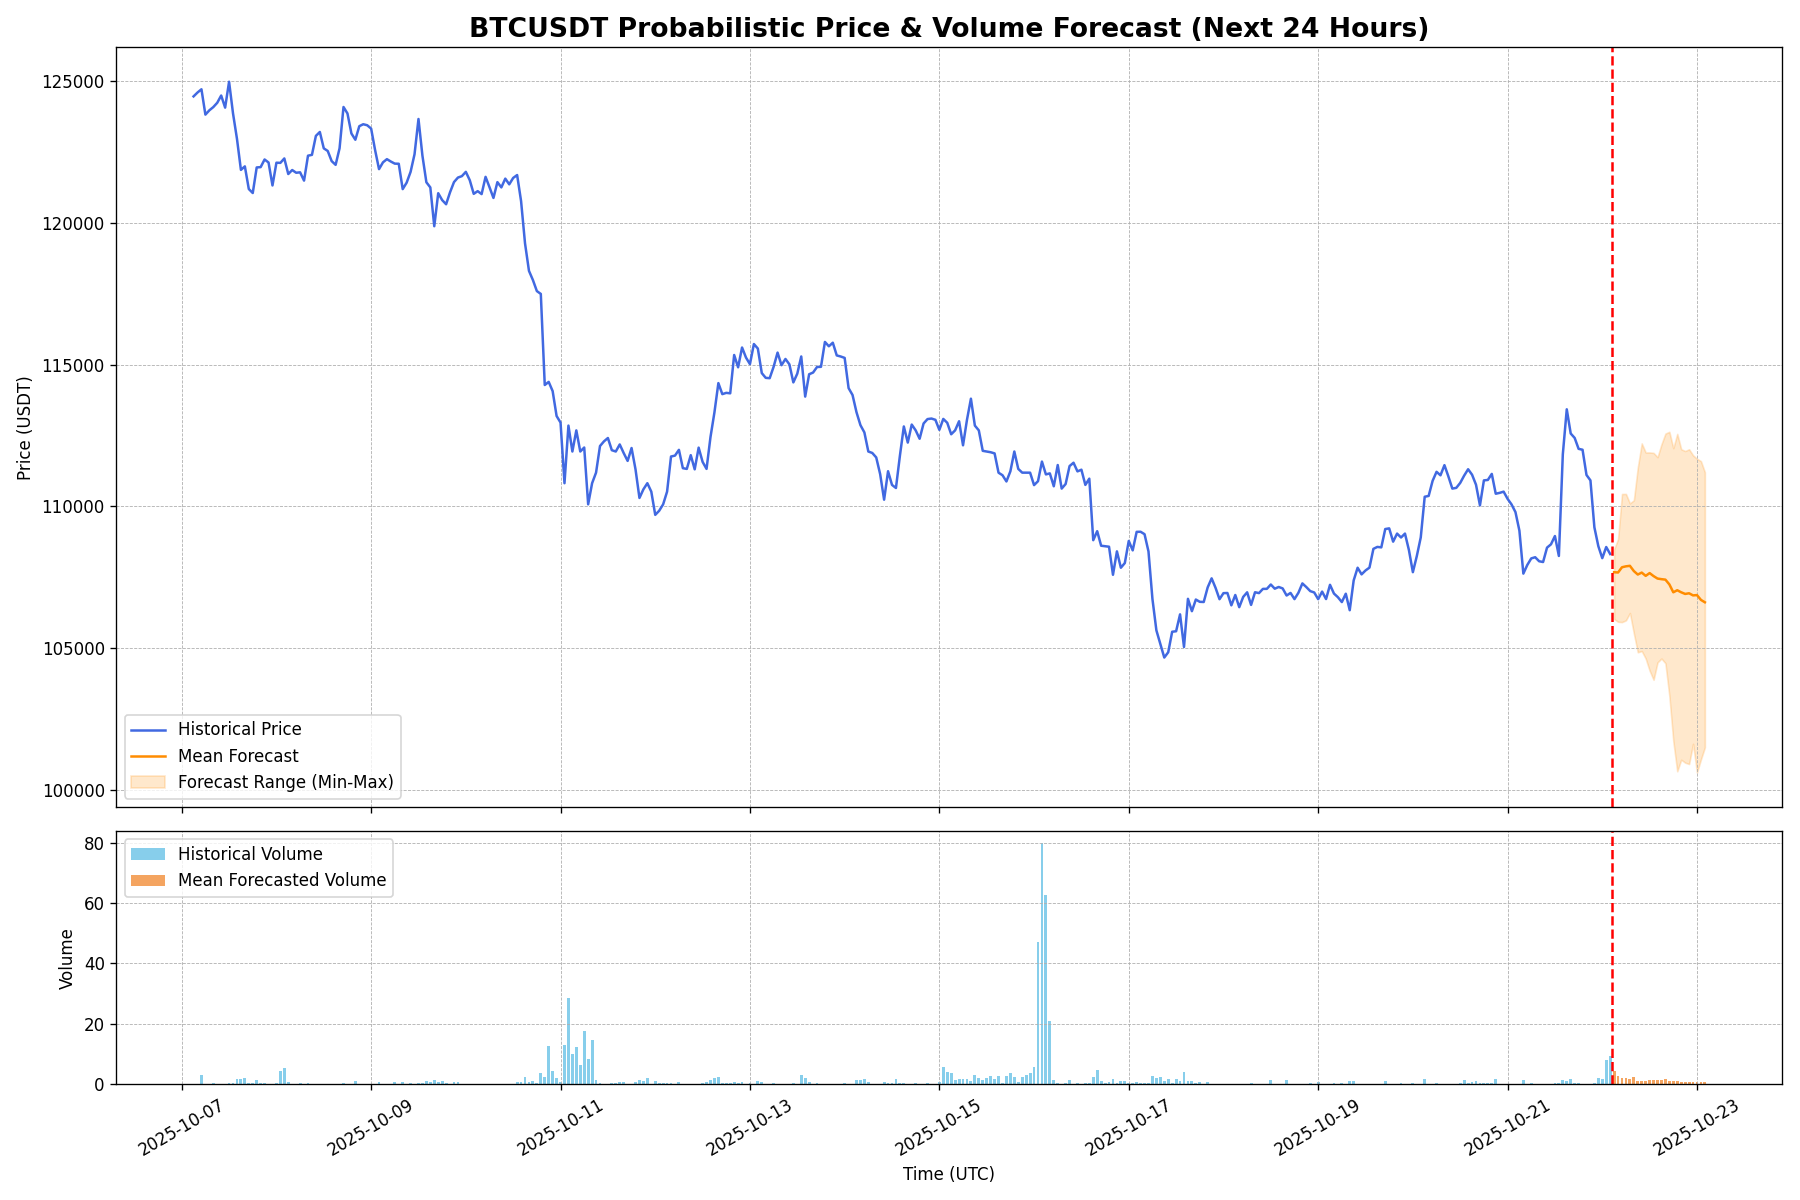 BTCUSDT Probabilistic Price & Volume Forecast (Next 24 Hours)
Price (USDT)
125000
120000
115000
110000
105000
100000
Historical Price
Mean Forecast
Forecast Range (Min-Max)
Volume
80
60
40
20
0
Historical Volume
Mean Forecasted Volume
2025-10-07
2025-10-09
2025-10-11
2025-10-13
2025-10-15
2025-10-17
2025-10-19
2025-10-21
2025-10-23
Time (UTC)